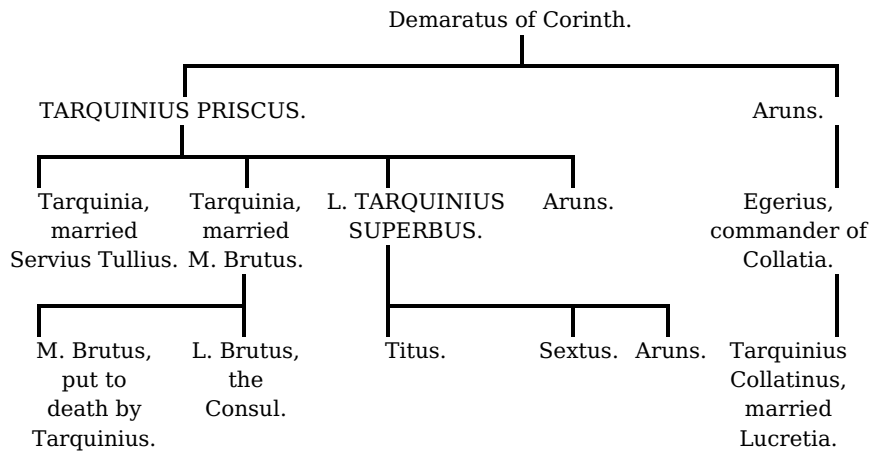 Demaratus of Corinth.
TARQUINIUS PRISCUS.
Aruns.
Tarquinia,
married
Servius Tullius.
Tarquinia,
married
M. Brutus.
L. TARQUINIUS
SUPERBUS.
Aruns.
Egerius,
commander of
Collatia.
M. Brutus,
put to
death by
Tarquinius.
L. Brutus,
the
Consul.
Titus.
Sextus.
Aruns.
Tarquinius
Collatinus,
married
Lucretia.